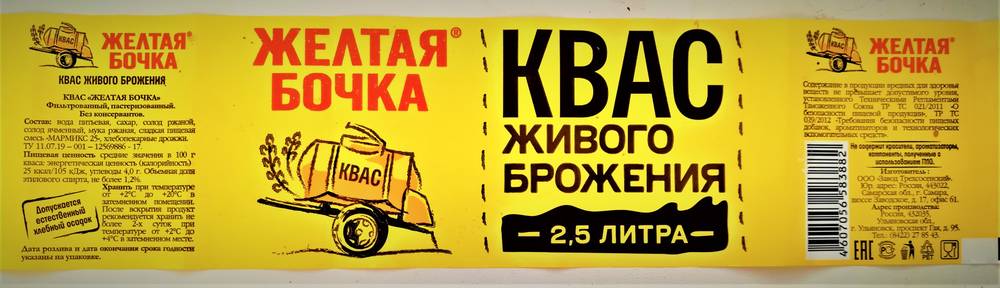 КВАС
ЖЕЛТАЯ®
БОЧКА
КВАС ЖИВОГО БРОЖЕНИЯ
КВАС «ЖЕЛТАЯ БОЧКА»
Фильтрованный, пастеризованный.
Без консервантов.
Состав: вода питьевая, сахар, солод ржаной,
солод ячменный, мука ржаная, сладкая пищевая
смесь «МАРМИКС 25», хлебопекарные дрожжи.
ТУ 11.07.19 – 001 – 12569886 - 17.
Пищевая ценность средние значения в 100 г
кваса: энергетическая ценность (калорийность)
25 ккал/105 кДж, углеводы 4,0 г. Объемная доля
этилового спирта, не более 1,2%.
Хранить при температуре
от +2°С до +20°С в
затемненном помещении.
После вскрытия продукт
рекомендуется хранить не
более 2-х суток при
температуре от +2°С до
+4°С в затемненном месте.
Допускается
естественный
хлебный осадок
Дата розлива и дата окончания срока годности
указаны на упаковке.
ЖЕЛТАЯ®
БОЧКА
КВАС
КВАС
ЖИВОГО
БРОЖЕНИЯ
– 2,5 ЛИТРА –
КВАС
ЖЕЛТАЯ®
БОЧКА
Содержание в продукции вредных для здоровья
веществ не превышает допустимого уровня,
установленного Техническими Регламентами
Таможенного Союза ТР ТС 021/2011 «О
безопасности пищевой продукции», ТР ТС
029/2012 «Требования безопасности пищевых
добавок, ароматизаторов и технологических
вспомогательных средств».
Не содержит красители, ароматизаторы,
компоненты, полученные с
использованием ГМО.
Изготовитель:
ООО «Завод Трехсосенский».
Юр. адрес: Россия, 443022,
Самарская обл., г. Самара,
шоссе Заводское, д. 17, офис 61.
Адрес производства:
Россия, 432035,
Ульяновская обл.,
г. Ульяновск, проспект Гая, д. 95.
Тел.: (8422) 27 85 43.
4607056583882
EAC
PET